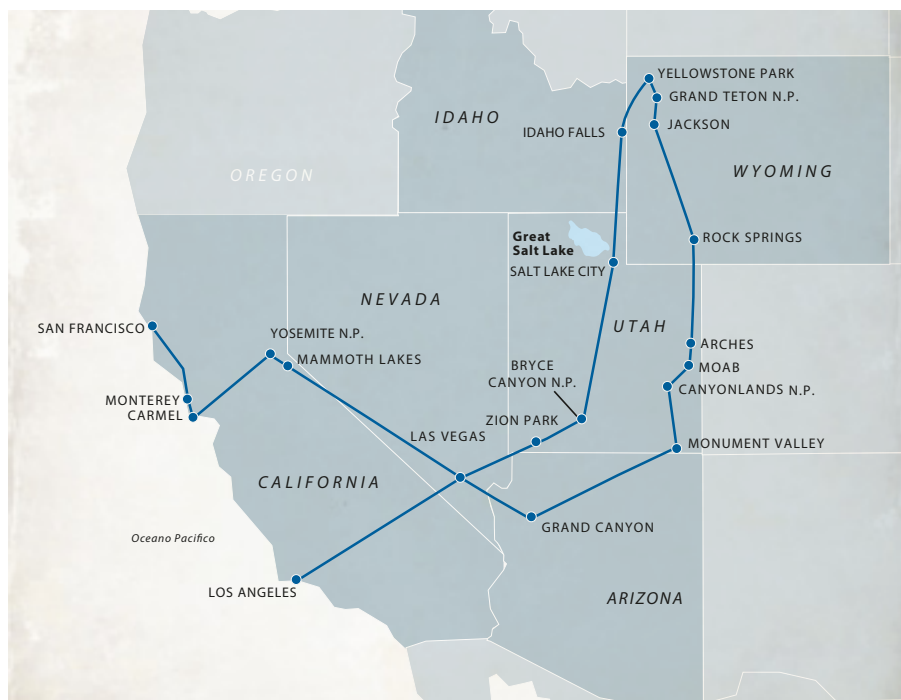 YELLOWSTONE PARK
GRAND TETON N.P.
IDAHO
JACKSON
IDAHO FALLS
OREGON
WYOMING
Great
Salt Lake
ROCK SPRINGS
SALT LAKE CITY
NEVADA
UTAH
SAN FRANCISCO
YOSEMITE N.P.
MAMMOTH LAKES
ARCHES
BRYCE
CANYON N.P.
MOAB
CANYONLANDS N.P.
MONTEREY
CARMEL
ZION PARK
LAS VEGAS
MONUMENT VALLEY
CALIFORNIA
GRAND CANYON
Oceano Pacifico
LOS ANGELES
ARIZONA